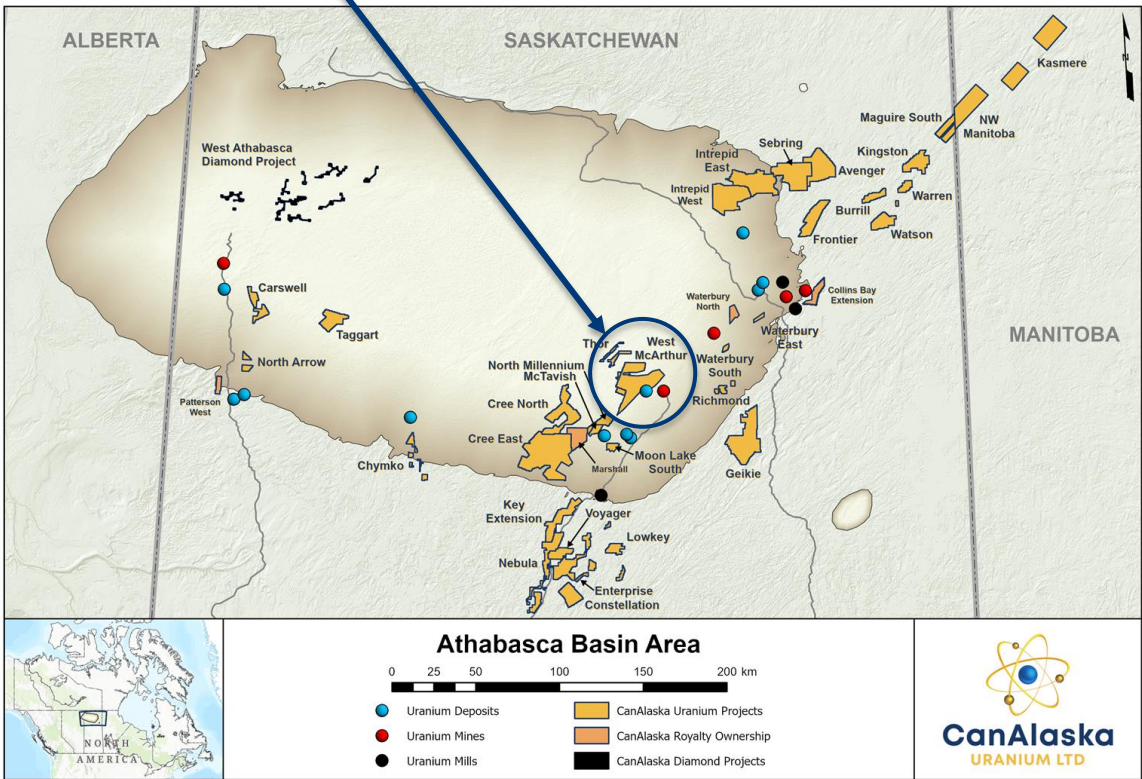 ALBERTA
SASKATCHEWAN
MANITOBA
N
Kasmere
Maguire South
NW
Manitoba
West Athabasca
Diamond Project
Sebring
Intrepid
East
Avenger
Kingston
Intrepid
West
Warren
Burrill
Frontier
Watson
Carswell
Taggart
Waterbury
North
Collins Bay
Extension
Waterbury
East
Thor
West
McArthur
North Arrow
North Millennium
McTavish
Waterbury
South
Patterson
West
Cree North
Richmond
Cree East
Marshall
Moon Lake
South
Geikie
Chymko
Key
Extension
Voyager
Lowkey
Nebula
Enterprise
Constellation
NORTH
AMERICA
Athabasca Basin Area
0 25 50 100 150 200 km
Uranium Deposits
CanAlaska Uranium Projects
Uranium Mines
CanAlaska Royalty Ownership
Uranium Mills
CanAlaska Diamond Projects
CanAlaska
URANIUM LTD